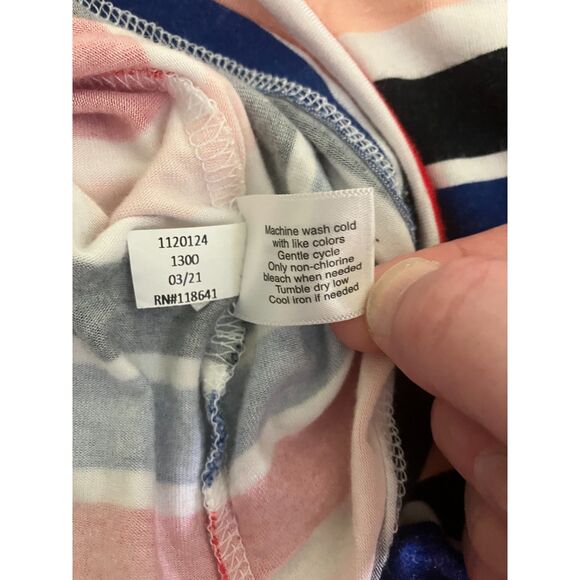 1120124
1300
03/21
RN#118641
Machine wash cold
with like colors
Gentle cycle
Only non-chlorine
bleach when needed
Tumble dry low
Cool iron if needed